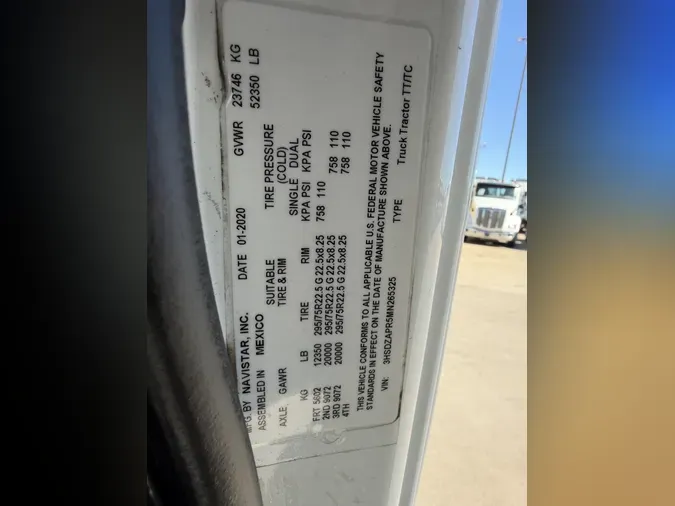 MFG. BY NAVISTAR, INC. DATE 01-2020 GVWR 23746 KG
ASSEMBLED IN MEXICO 52350 LB
SUITABLE TIRE PRESSURE
TIRE & RIM (COLD)
AXLE GAWR SINGLE DUAL
KG LB TIRE RIM KPA PSI KPA PSI
FRT 5602 12350 295/75R22.5 G 22.5x8.25 758 110
2ND 9072 20000 295/75R22.5 G 22.5x8.25 758 110
3RD 9072 20000 295/75R22.5 G 22.5x8.25 758 110
4TH
THIS VEHICLE CONFORMS TO ALL APPLICABLE U.S. FEDERAL MOTOR VEHICLE SAFETY
STANDARDS IN EFFECT ON THE DATE OF MANUFACTURE SHOWN ABOVE.
VIN: 3HSDZAPR5MN265325 TYPE Truck Tractor TT/TC